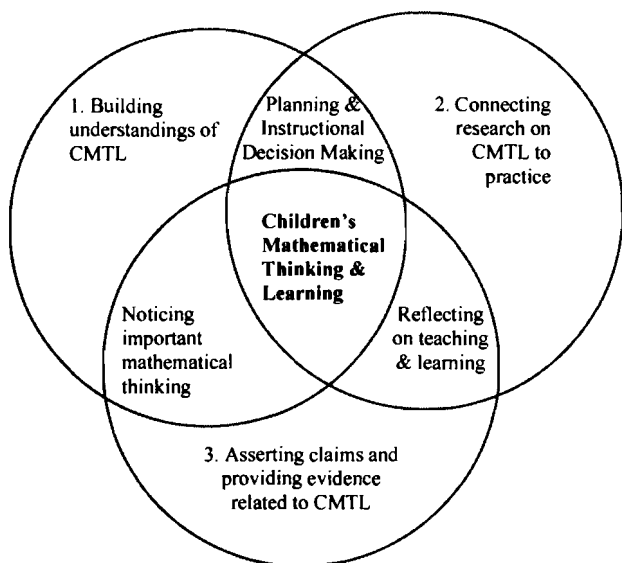 1. Building
understandings of
CMTL
Planning &
Instructional
Decision Making
2. Connecting
research on
CMTL to
practice
Children's
Mathematical
Thinking &
Learning
Noticing
important
mathematical
thinking
Reflecting
on teaching
& learning
3. Asserting claims and
providing evidence
related to CMTL